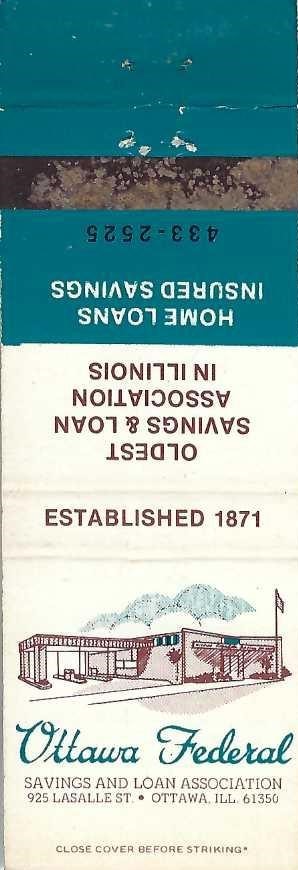 433-2525
HOME LOANS
INSURED SAVINGS
OLDEST
SAVINGS & LOAN
ASSOCIATION
IN ILLINOIS
ESTABLISHED 1871
Ottawa Federal
SAVINGS AND LOAN ASSOCIATION
925 LASALLE ST. • OTTAWA, ILL. 61350
CLOSE COVER BEFORE STRIKING*